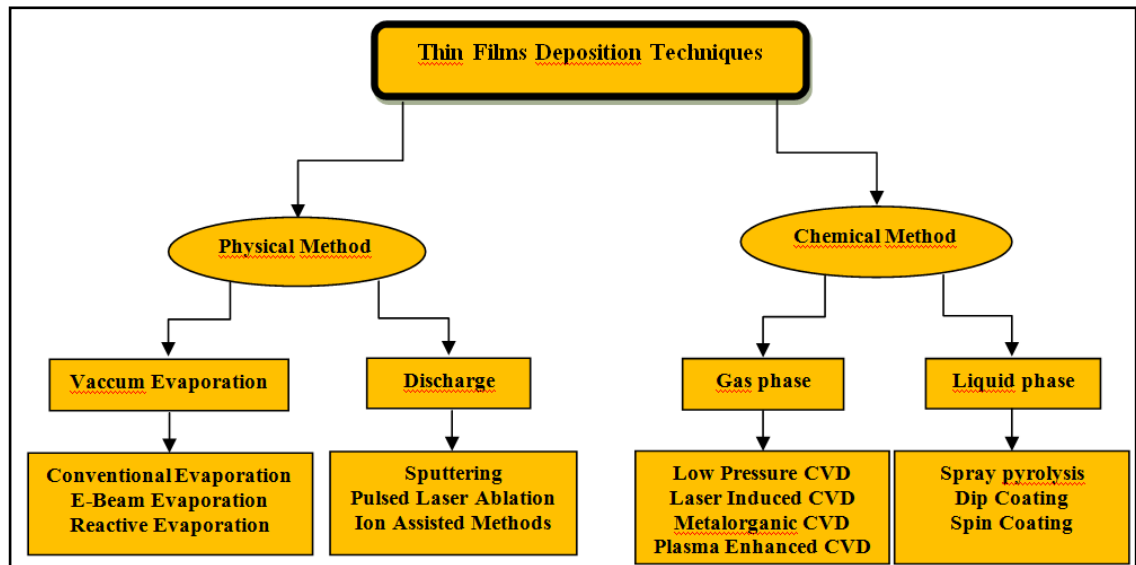 Thin Films Deposition Techniques
Physical Method
Chemical Method
Vaccum Evaporation
Discharge
Gas phase
Liquid phase
Conventional Evaporation
E-Beam Evaporation
Reactive Evaporation
Sputtering
Pulsed Laser Ablation
Ion Assisted Methods
Low Pressure CVD
Laser Induced CVD
Metalorganic CVD
Plasma Enhanced CVD
Spray pyrolysis
Dip Coating
Spin Coating